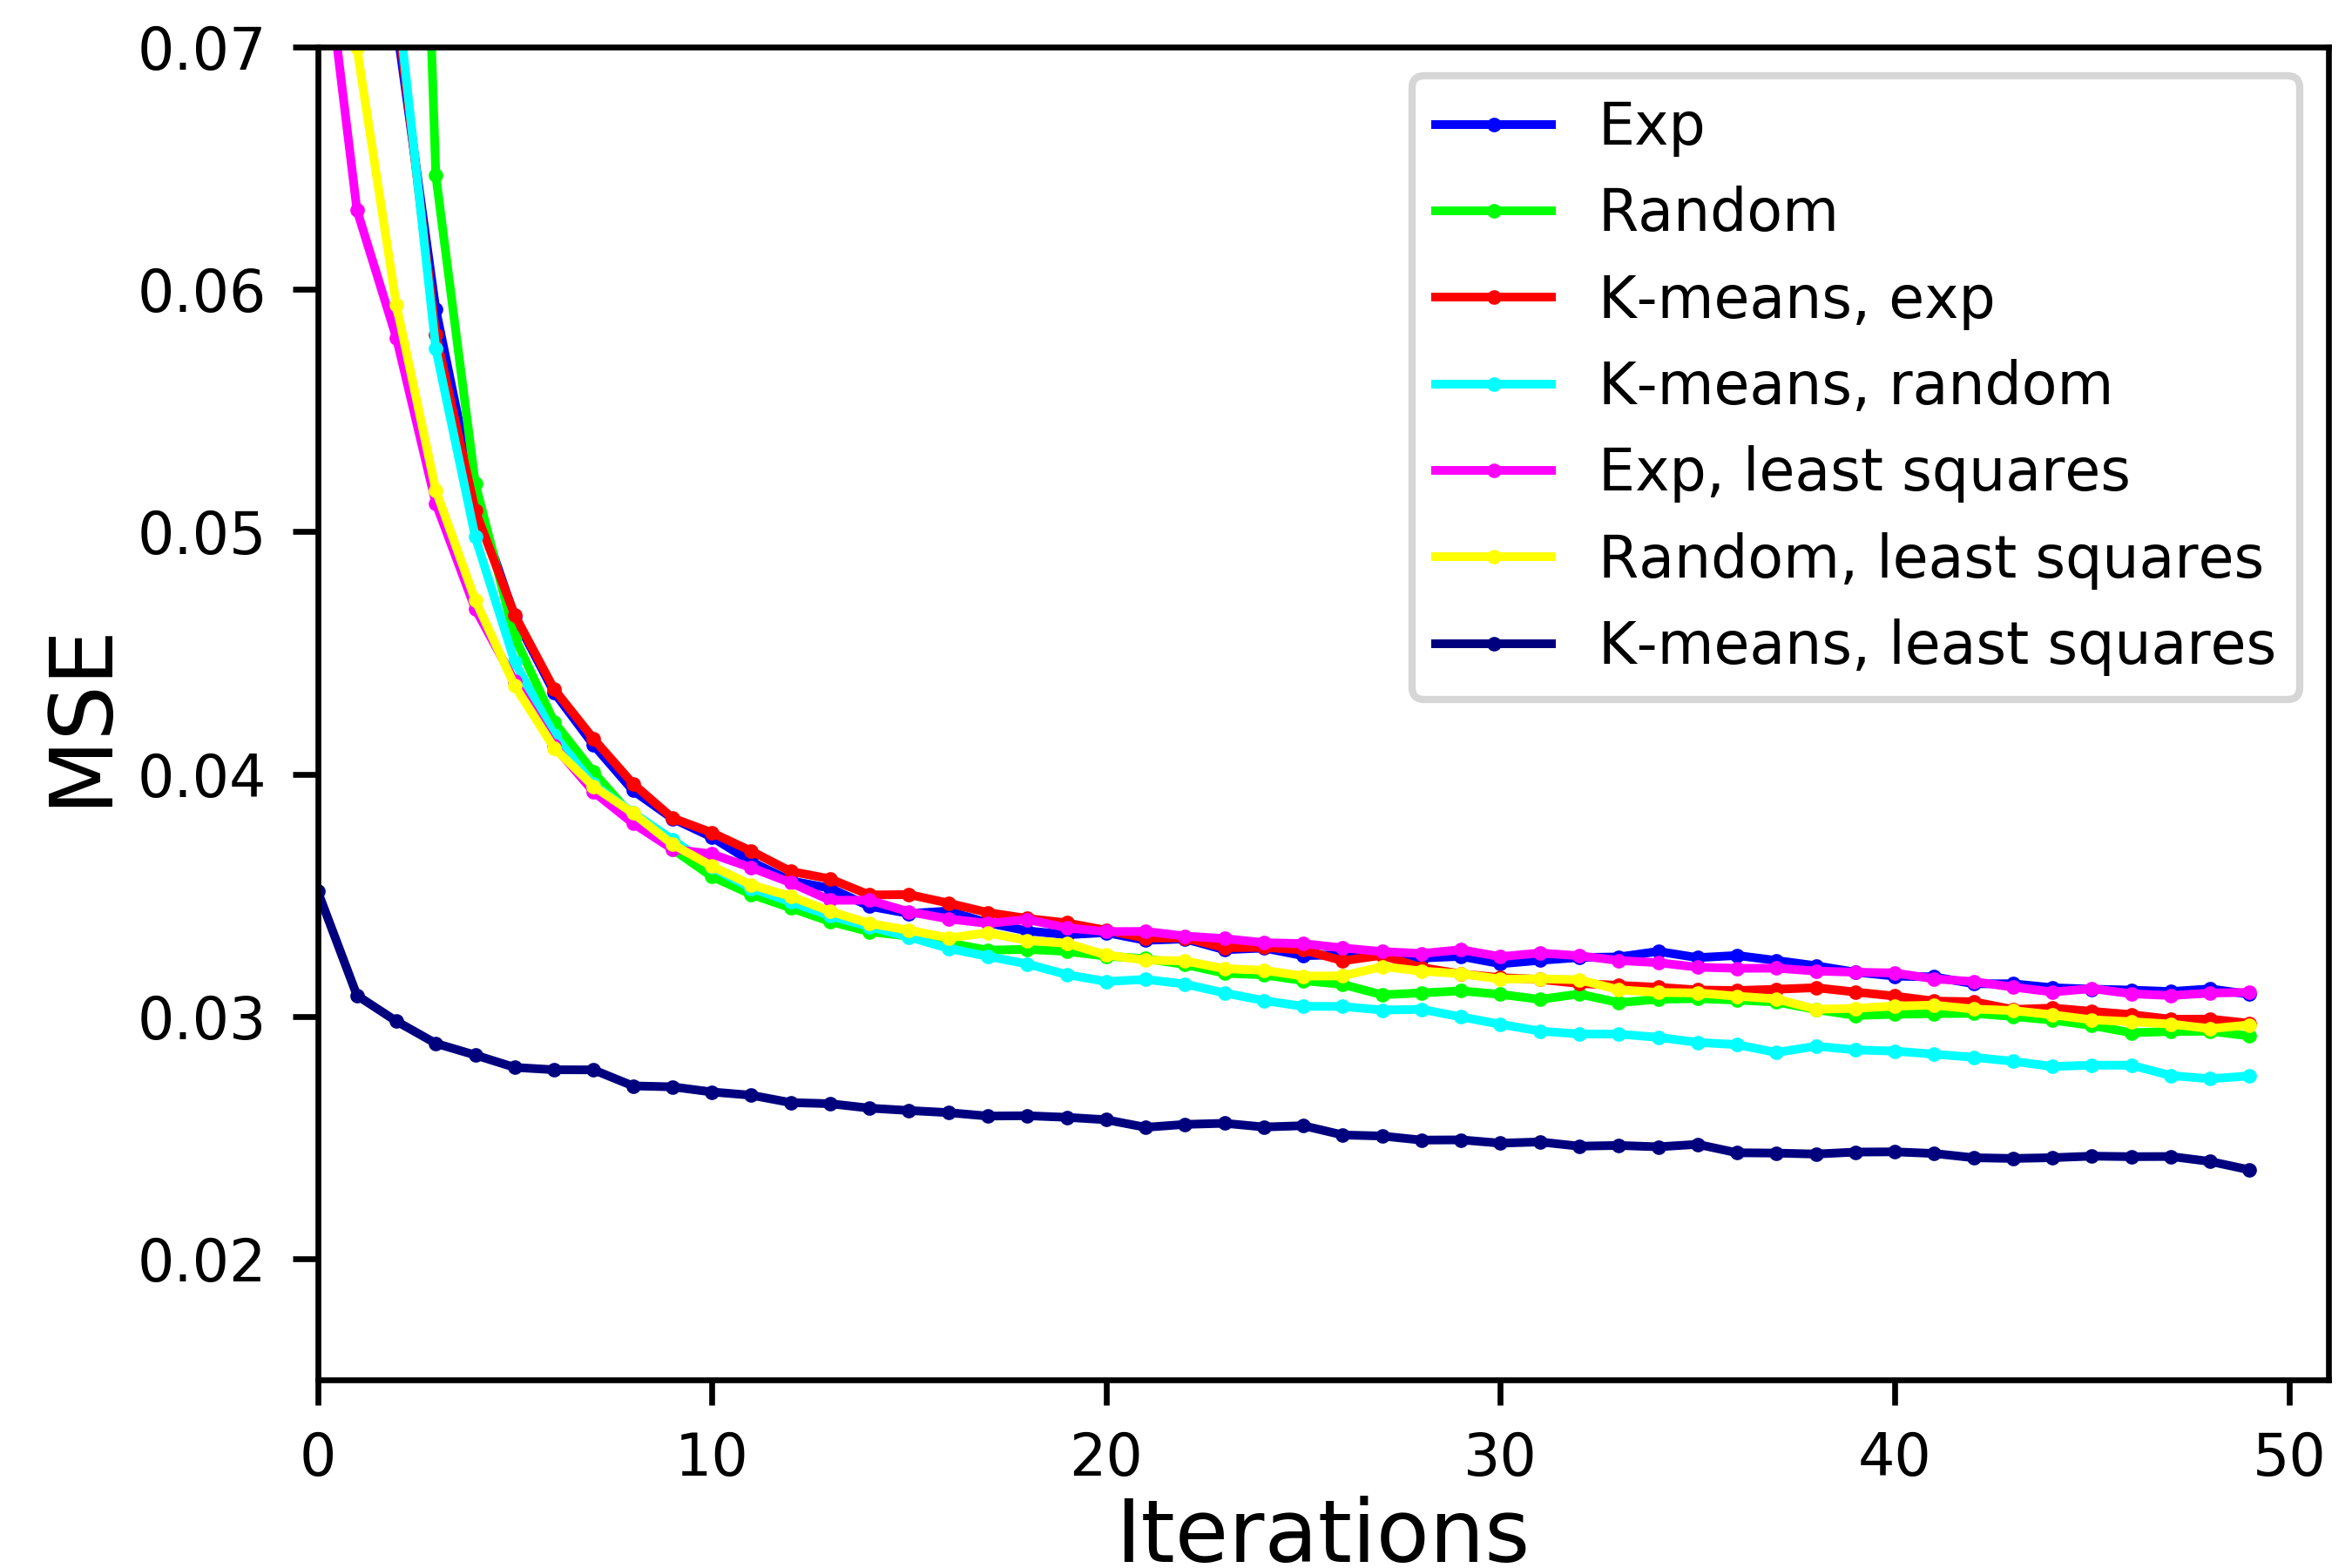 0.07
0.06
0.05
0.04
0.03
0.02
MSE
Exp
Random
K-means, exp
K-means, random
Exp, least squares
Random, least squares
K-means, least squares
0 10 20 30 40 50
Iterations